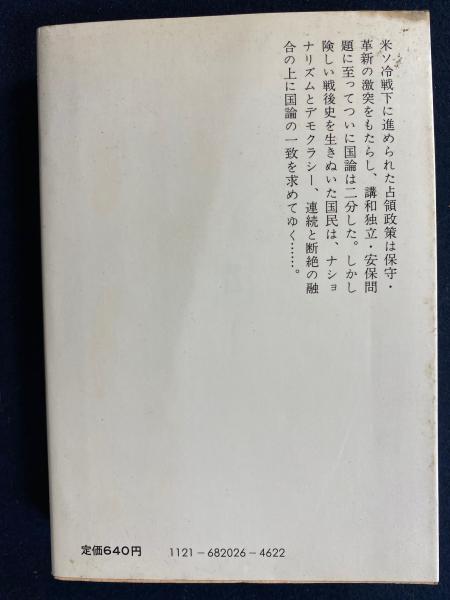 米ソ冷戦下に進められた占領政策は保守・
革新の激突をもたらし、講和独立・安保問
題に至ってついに国論は二分した。しかし
険しい戦後史を生きぬいた国民は、ナショ
ナリズムとデモクラシー、連続と断絶の融
合の上に国論の一致を求めてゆく……。
定価640円 1121－682026－4622